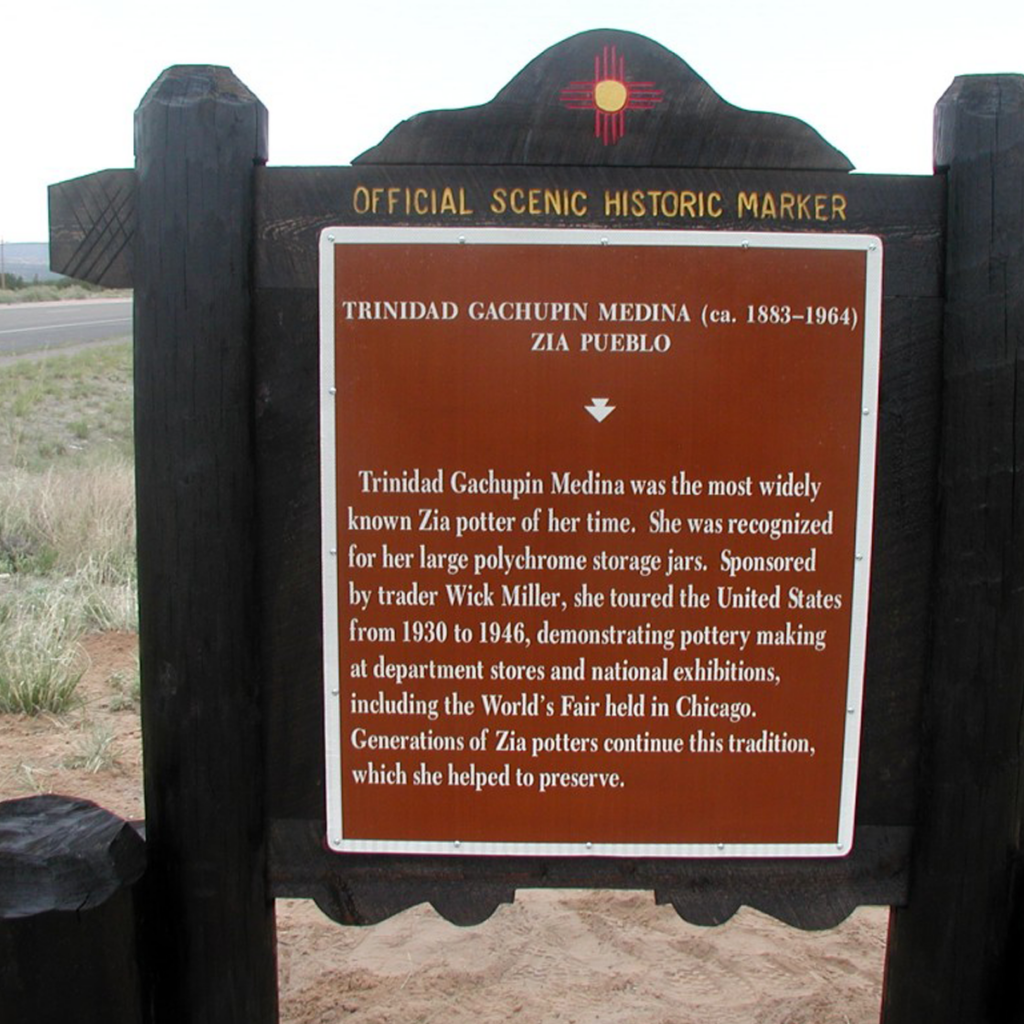 OFFICIAL SCENIC HISTORIC MARKER
TRINIDAD GACHUPIN MEDINA (ca. 1883–1964)
ZIA PUEBLO
Trinidad Gachupin Medina was the most widely
known Zia potter of her time. She was recognized
for her large polychrome storage jars. Sponsored
by trader Wick Miller, she toured the United States
from 1930 to 1946, demonstrating pottery making
at department stores and national exhibitions,
including the World's Fair held in Chicago.
Generations of Zia potters continue this tradition,
which she helped to preserve.